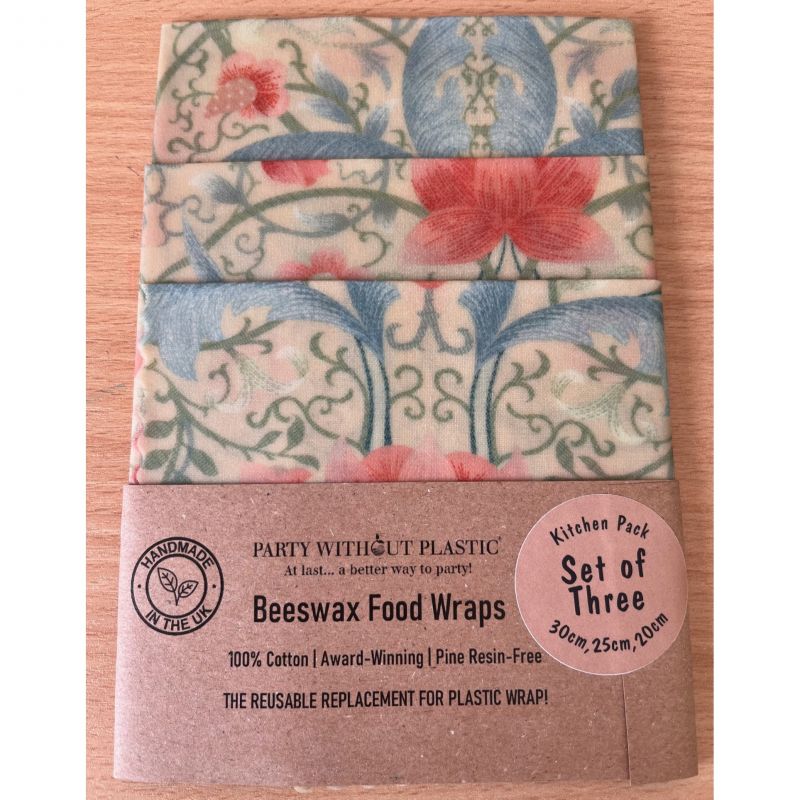 HANDMADE
IN THE UK
PARTY WITHOUT PLASTIC®
At last... a better way to party!
Beeswax Food Wraps
100% Cotton | Award-Winning | Pine Resin-Free
THE REUSABLE REPLACEMENT FOR PLASTIC WRAP!
Kitchen Pack
Set of
Three
30cm, 25cm, 20cm